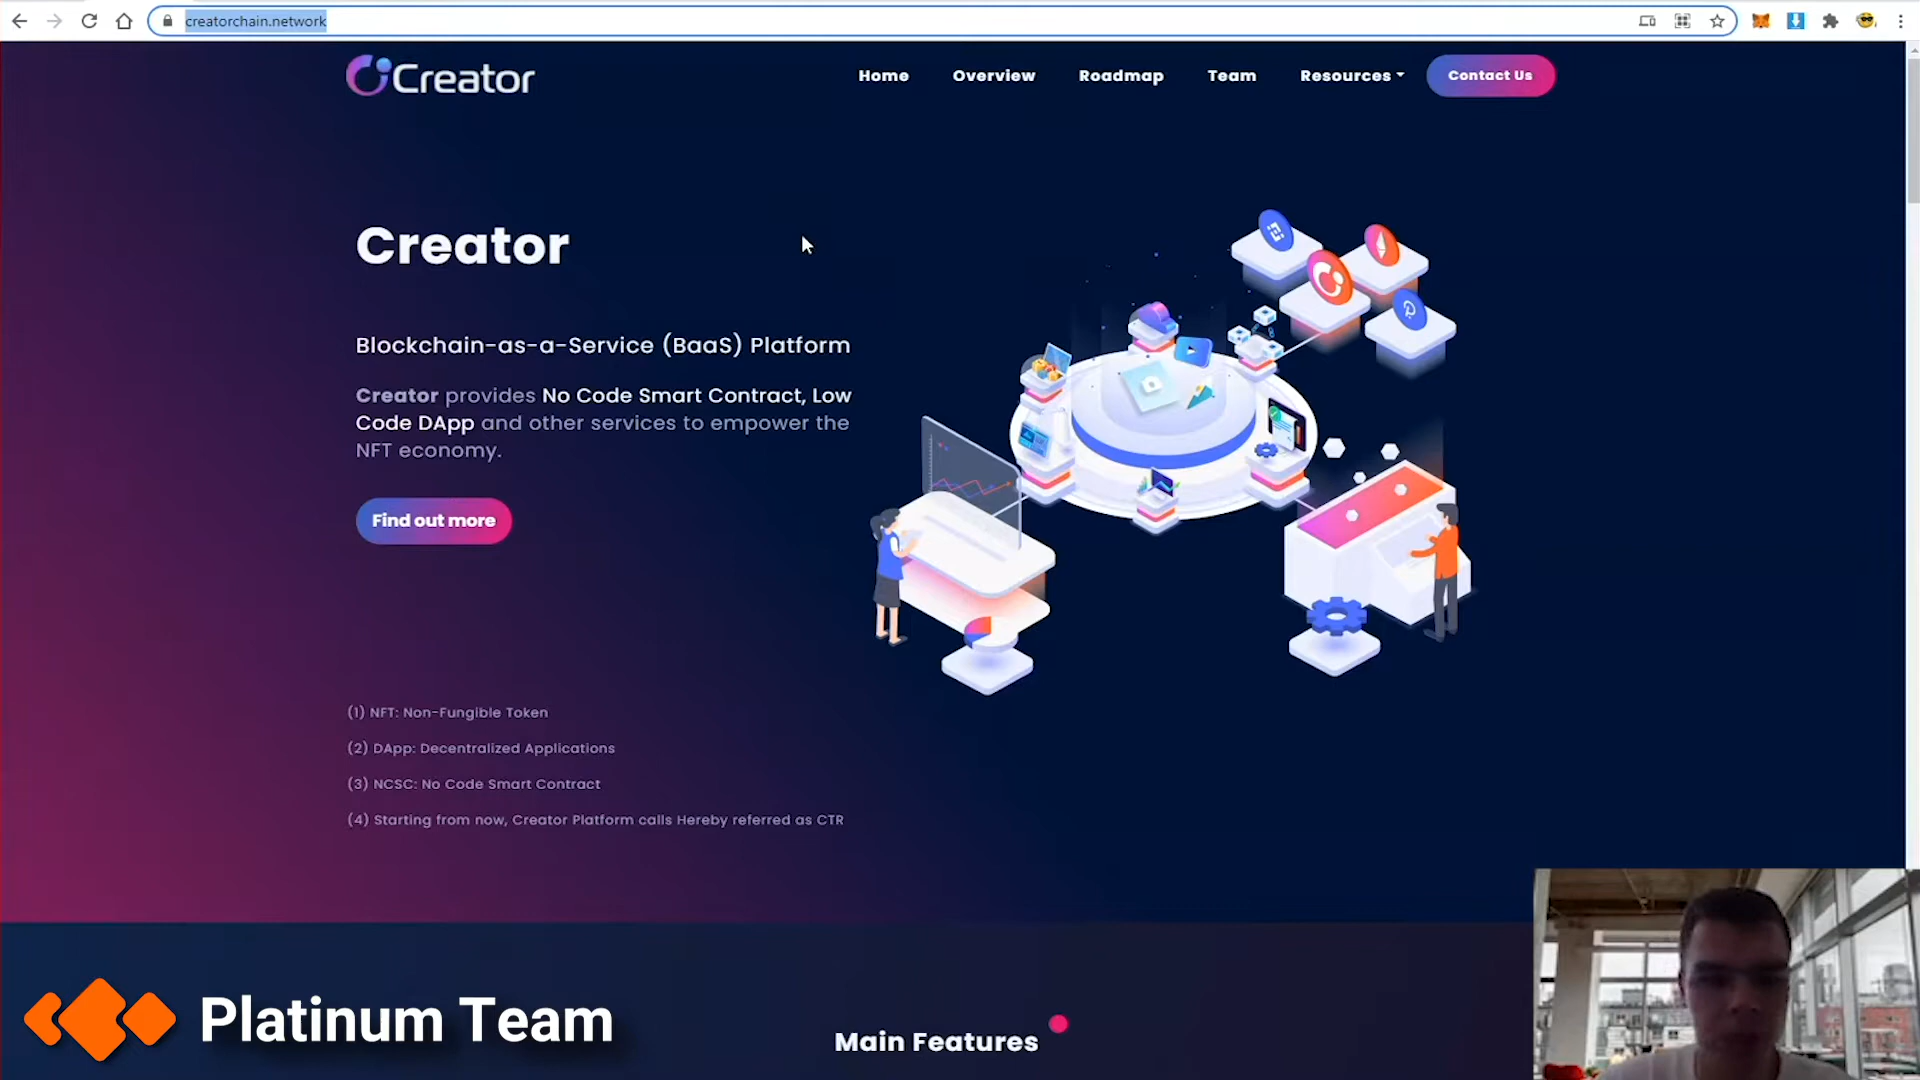 creatorchain.network
Creator
Home
Overview
Roadmap
Team
Resources
Contact Us
Creator
Blockchain-as-a-Service (BaaS) Platform
Creator provides No Code Smart Contract, Low
Code DApp and other services to empower the
NFT economy.
Find out more
(1) NFT: Non-Fungible Token
(2) DApp: Decentralized Applications
(3) NCSC: No Code Smart Contract
(4) Starting from now, Creator Platform calls Hereby referred as CTR
Platinum Team
Main Features